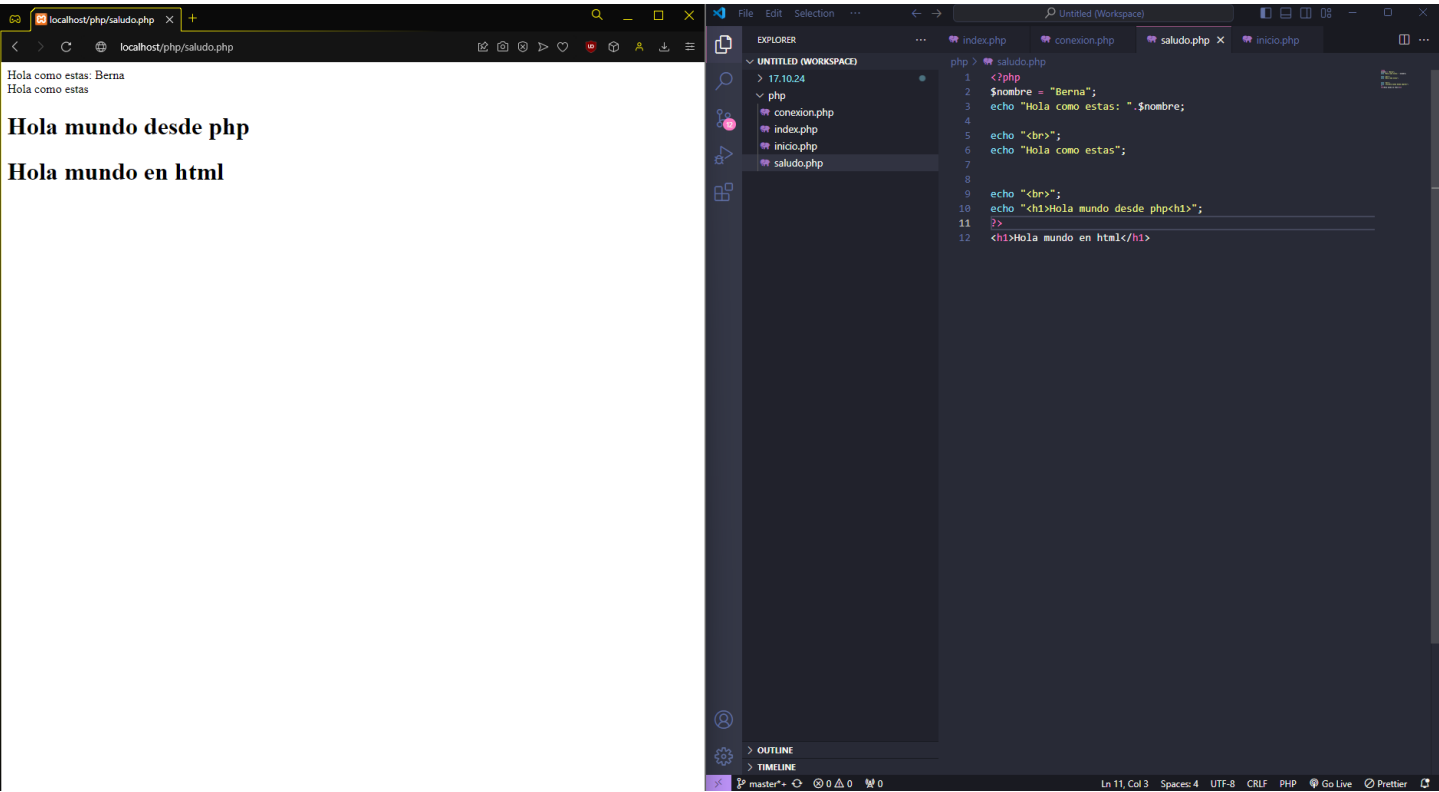 localhost/php/saludo.php
localhost/php/saludo.php
Hola como estas: Berna
Hola como estas
Hola mundo desde php
Hola mundo en html
File Edit Selection ··· Untitled (Workspace)
EXPLORER ···
UNTITLED (WORKSPACE)
17.10.24
php
conexion.php
index.php
inicio.php
saludo.php
12
OUTLINE
TIMELINE
index.php conexion.php saludo.php inicio.php ···
php > saludo.php
1 <?php
2 $nombre = "Berna";
3 echo "Hola como estas: ".$nombre;
4
5 echo "<br>";
6 echo "Hola como estas";
7
8
9 echo "<br>";
10 echo "<h1>Hola mundo desde php<h1>";
11 ?>
12 <h1>Hola mundo en html</h1>
master*+ 0 0 0 Ln 11, Col 3 Spaces: 4 UTF-8 CRLF PHP Go Live Prettier